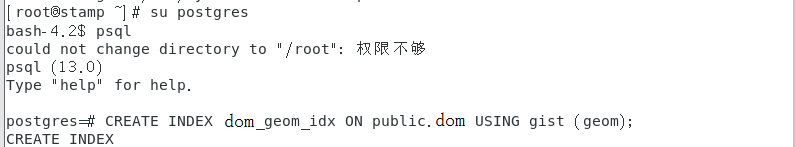 [root@stamp ~]# su postgres
bash-4.2$ psql
could not change directory to "/root": 权限不够
psql (13.0)
Type "help" for help.
postgres=# CREATE INDEX dom_geom_idx ON public.dom USING gist (geom);
CREATE INDEX